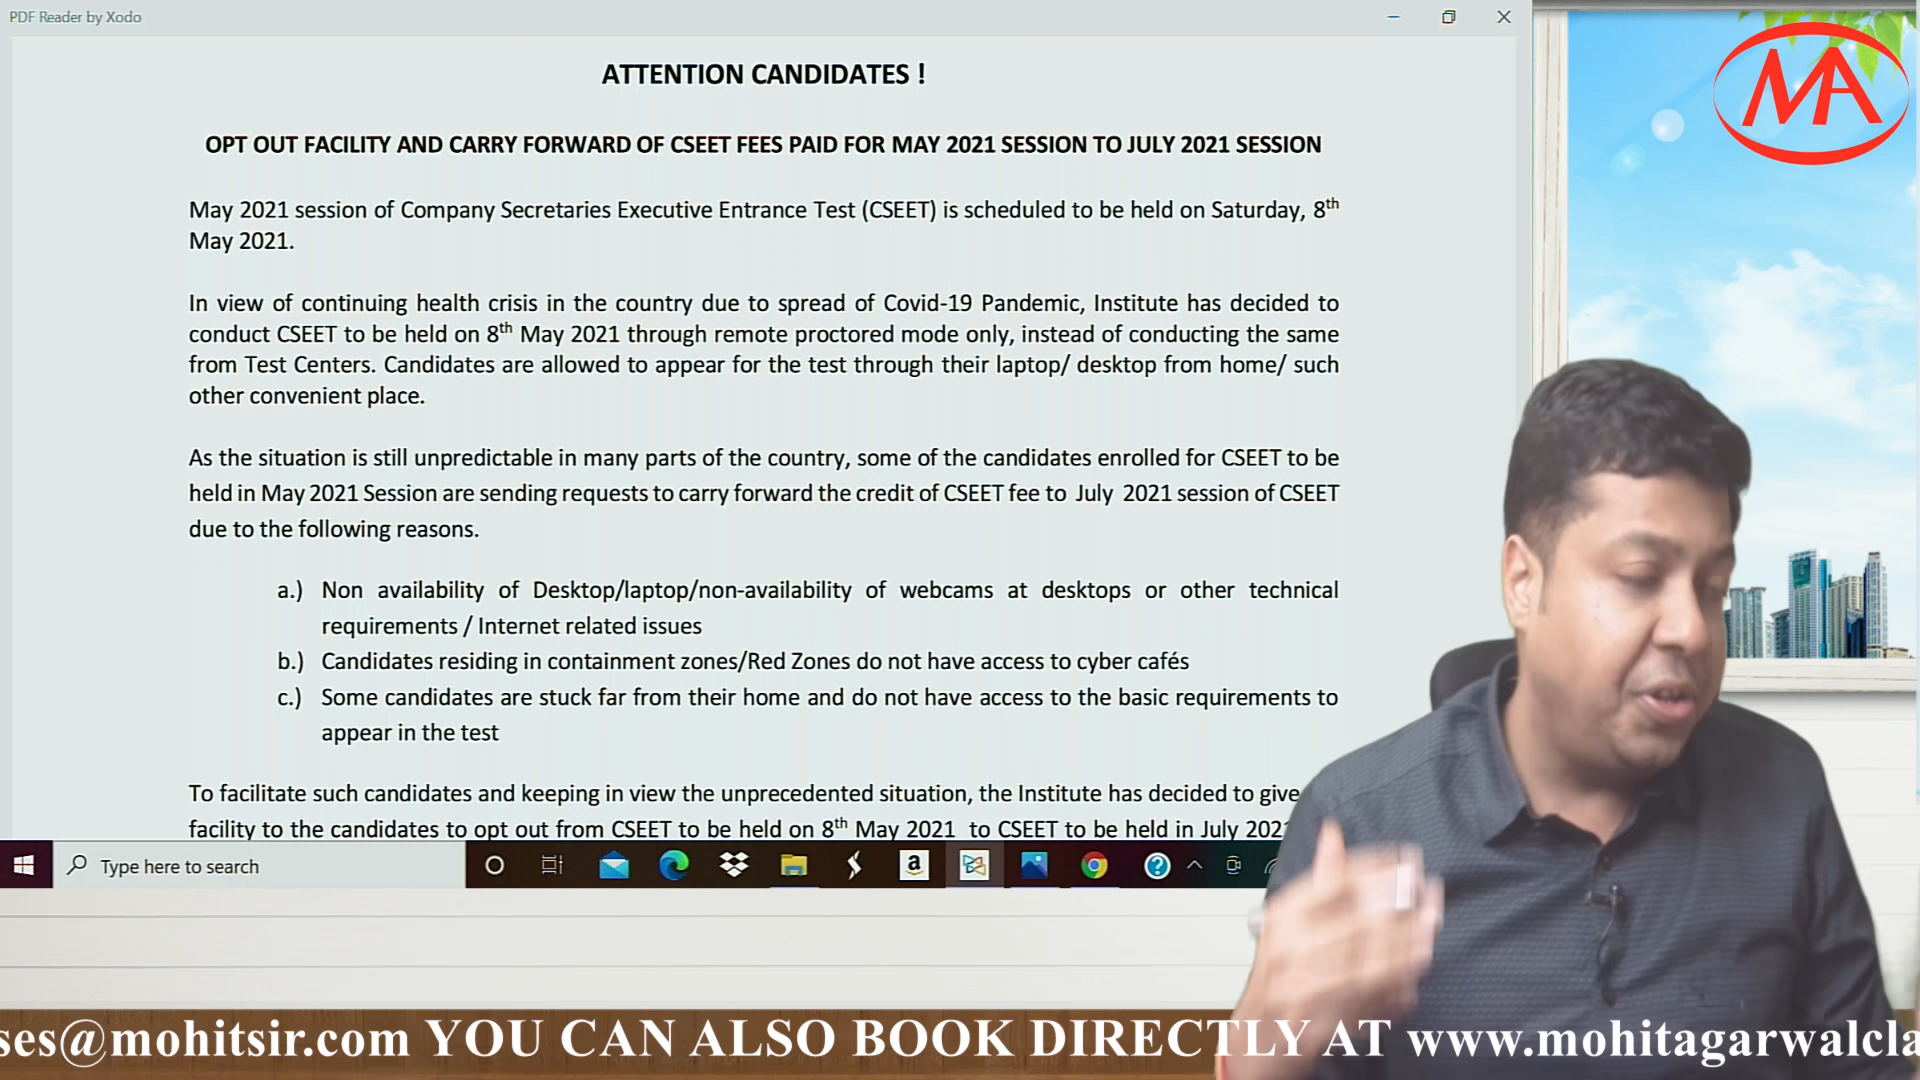 PDF Reader by Xodo
MA
ATTENTION CANDIDATES !
OPT OUT FACILITY AND CARRY FORWARD OF CSEET FEES PAID FOR MAY 2021 SESSION TO JULY 2021 SESSION
May 2021 session of Company Secretaries Executive Entrance Test (CSEET) is scheduled to be held on Saturday, 8th
May 2021.
In view of continuing health crisis in the country due to spread of Covid-19 Pandemic, Institute has decided to
conduct CSEET to be held on 8th May 2021 through remote proctored mode only, instead of conducting the same
from Test Centers. Candidates are allowed to appear for the test through their laptop/ desktop from home/ such
other convenient place.
As the situation is still unpredictable in many parts of the country, some of the candidates enrolled for CSEET to be
held in May 2021 Session are sending requests to carry forward the credit of CSEET fee to July 2021 session of CSEET
due to the following reasons.
a.) Non availability of Desktop/laptop/non-availability of webcams at desktops or other technical
requirements / Internet related issues
b.) Candidates residing in containment zones/Red Zones do not have access to cyber cafés
c.) Some candidates are stuck far from their home and do not have access to the basic requirements to
appear in the test
To facilitate such candidates and keeping in view the unprecedented situation, the Institute has decided to give
facility to the candidates to opt out from CSEET to be held on 8th May 2021 to CSEET to be held in July 202
Type here to search
ses@mohitsir.com YOU CAN ALSO BOOK DIRECTLY AT www.mohitagarwalcla